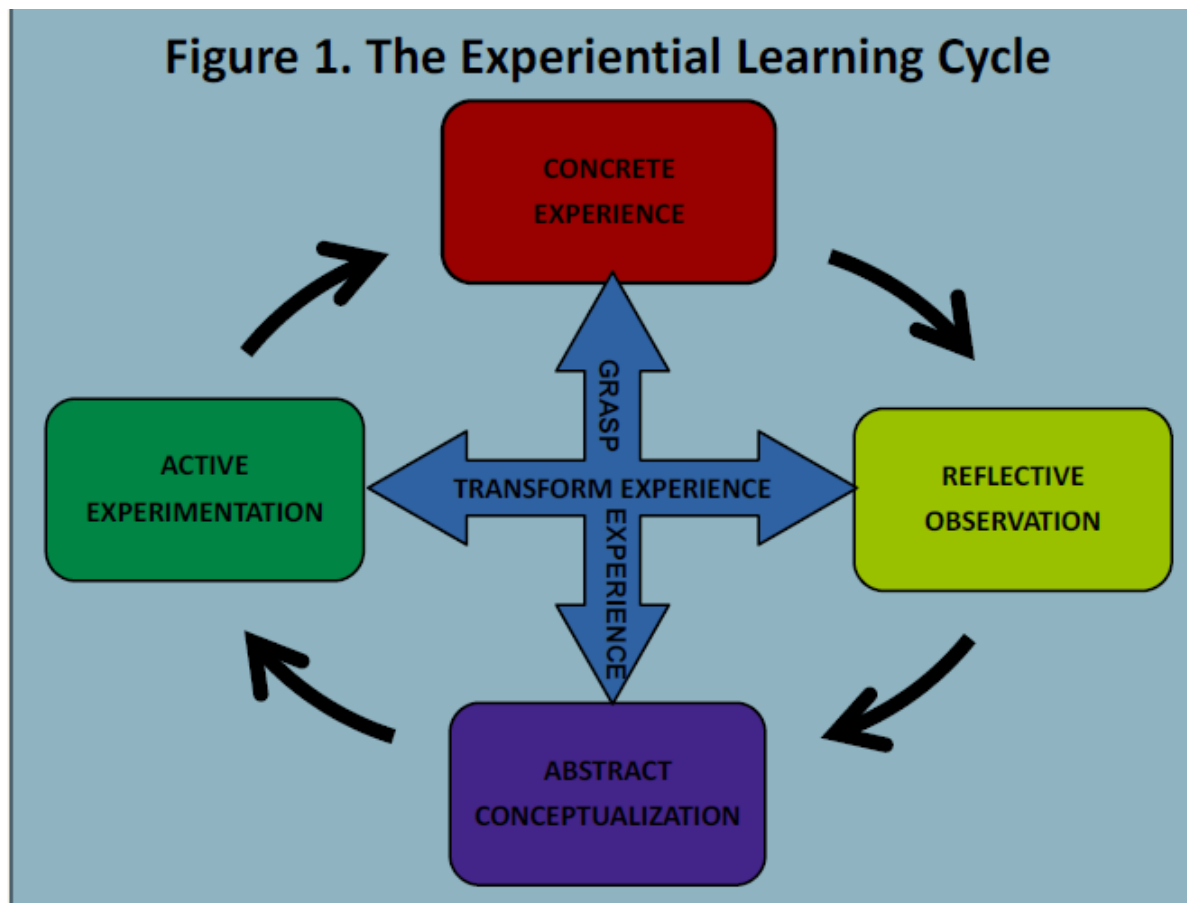 Figure 1. The Experiential Learning Cycle
CONCRETE
EXPERIENCE
GRASP
ACTIVE
EXPERIMENTATION
TRANSFORM EXPERIENCE
REFLECTIVE
OBSERVATION
EXPERIENCE
ABSTRACT
CONCEPTUALIZATION